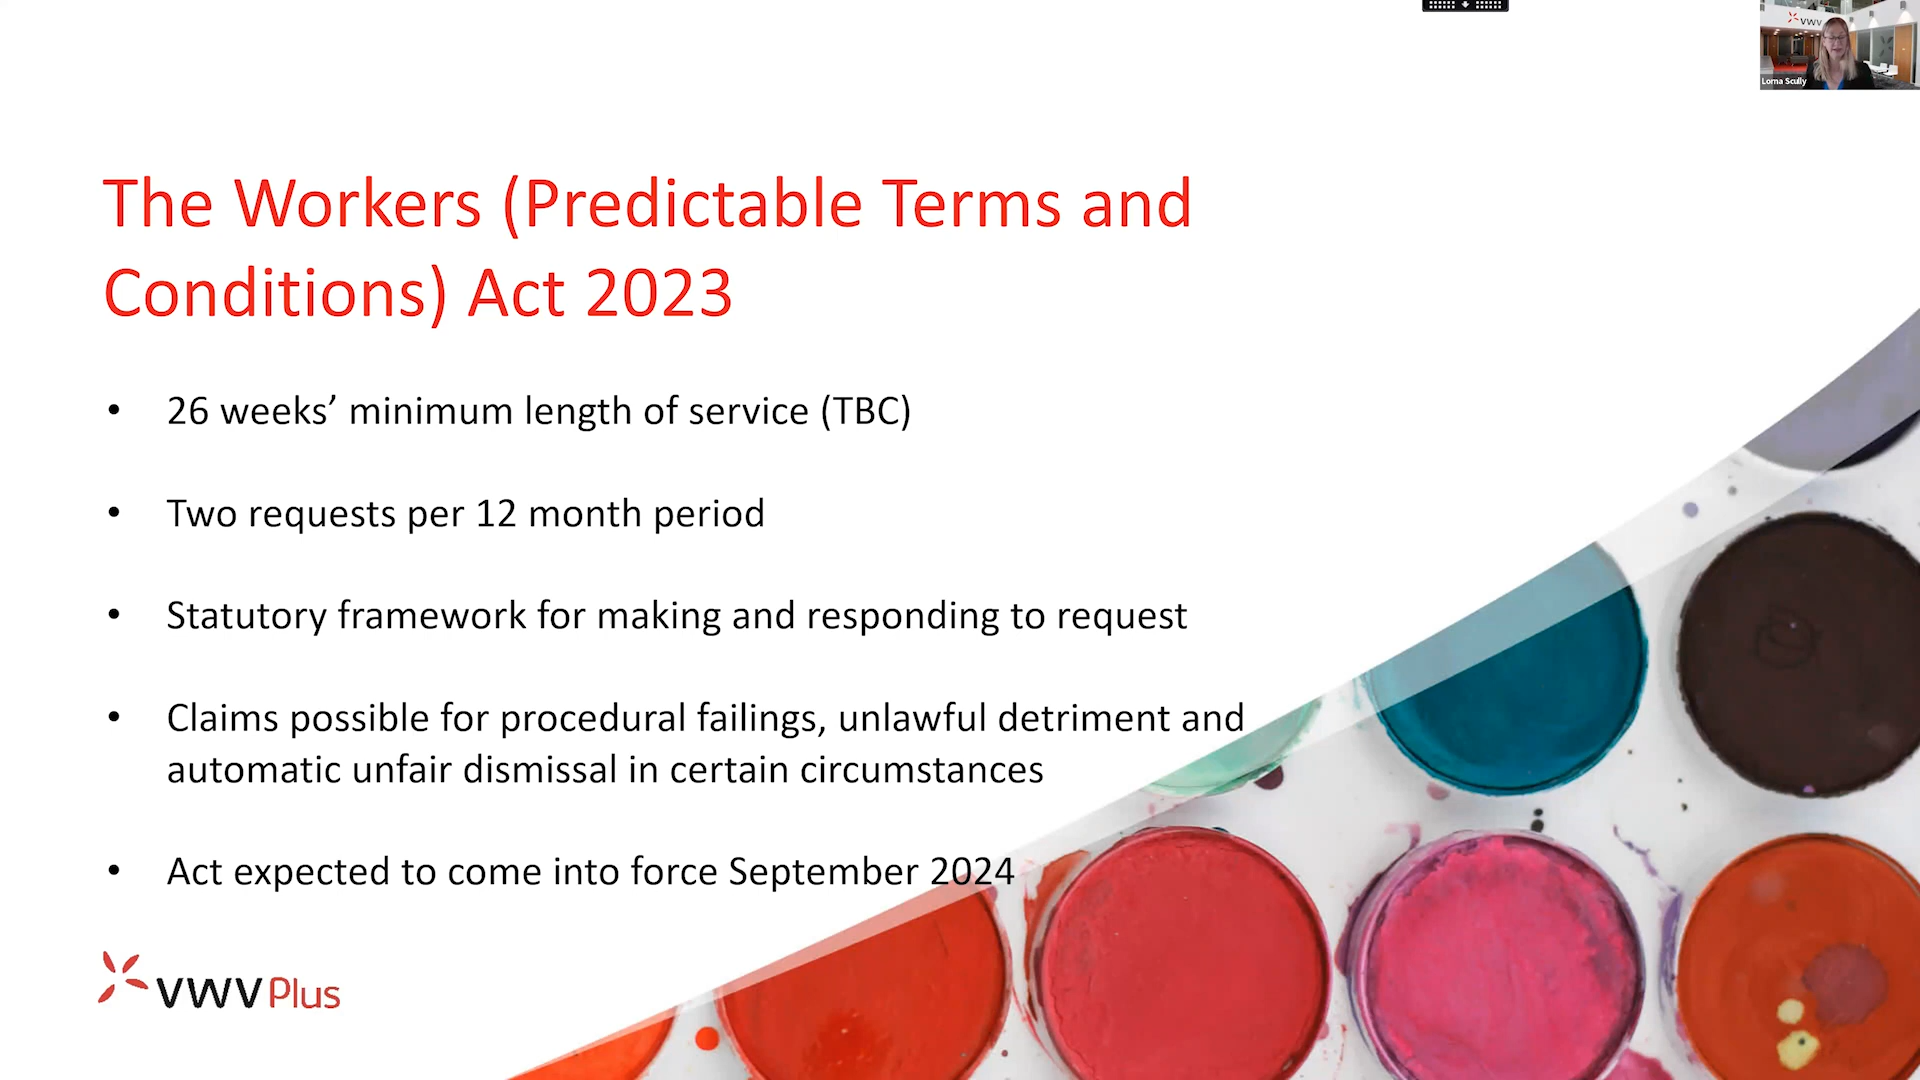 VWV
Lorna Scully
The Workers (Predictable Terms and
Conditions) Act 2023
• 26 weeks’ minimum length of service (TBC)
• Two requests per 12 month period
• Statutory framework for making and responding to request
• Claims possible for procedural failings, unlawful detriment and
automatic unfair dismissal in certain circumstances
• Act expected to come into force September 2024
VWV Plus